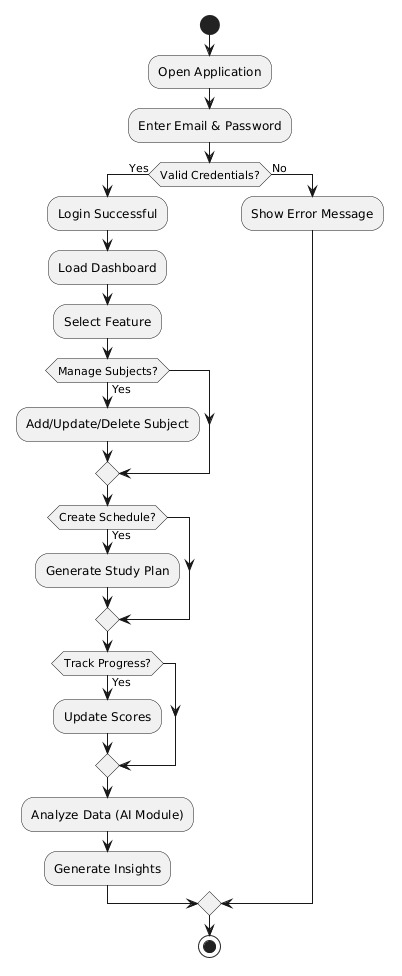 Open Application
Enter Email & Password
Yes
Valid Credentials?
No
Login Successful
Show Error Message
Load Dashboard
Select Feature
Manage Subjects?
Yes
Add/Update/Delete Subject
Create Schedule?
Yes
Generate Study Plan
Track Progress?
Yes
Update Scores
Analyze Data (AI Module)
Generate Insights